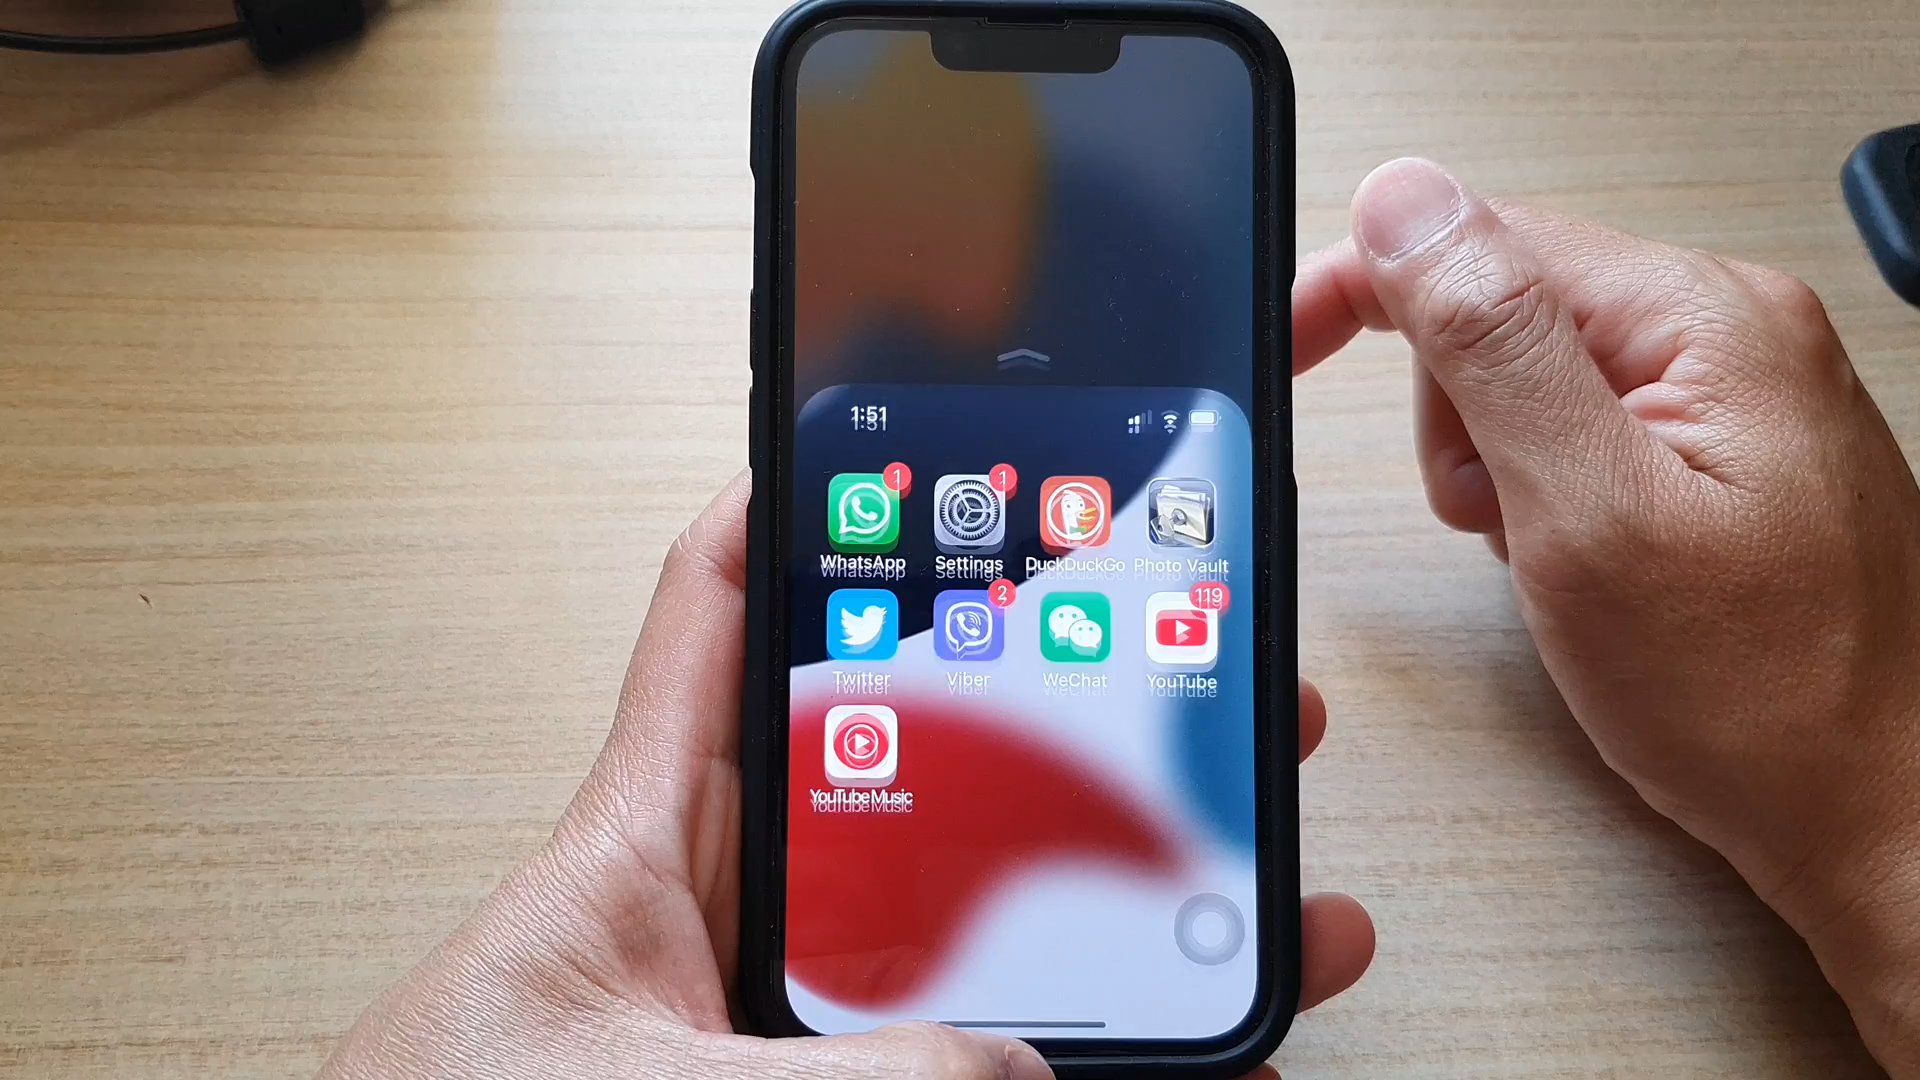 1:51
1 1
WhatsApp Settings DuckDuckGo Photo Vault
2 119
Twitter Viber WeChat YouTube
YouTube Music